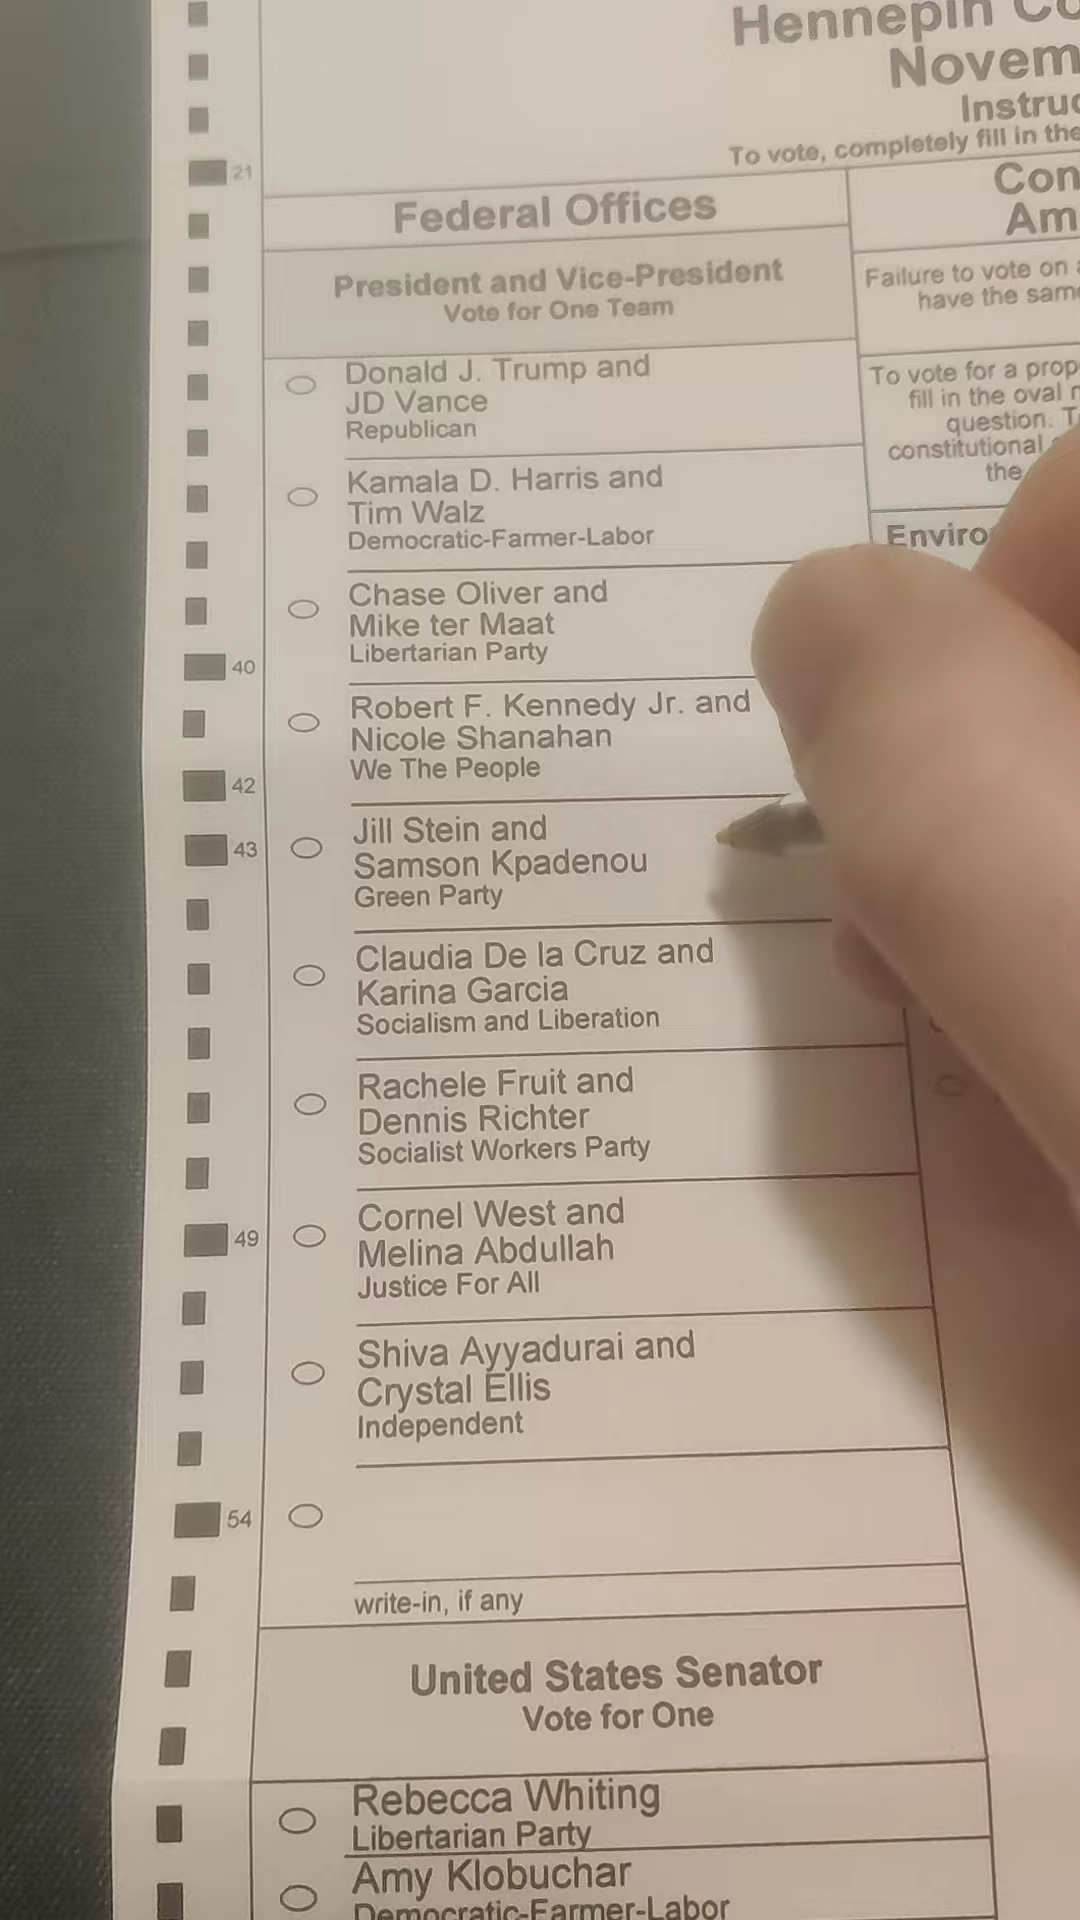 Hennepin
Novem
Instruc
To vote, completely fill in the
21
Federal Offices
President and Vice-President
Vote for One Team
Donald J. Trump and
JD Vance
Republican
Kamala D. Harris and
Tim Walz
Democratic-Farmer-Labor
Chase Oliver and
Mike ter Maat
Libertarian Party
40
Robert F. Kennedy Jr. and
Nicole Shanahan
We The People
42
Jill Stein and
43
Samson Kpadenou
Green Party
Claudia De la Cruz and
Karina Garcia
Socialism and Liberation
Rachele Fruit and
Dennis Richter
Socialist Workers Party
Cornel West and
49
Melina Abdullah
Justice For All
Shiva Ayyadurai and
Crystal Ellis
Independent
54
write-in, if any
United States Senator
Vote for One
Rebecca Whiting
Libertarian Party
Amy Klobuchar
Democratic-Farmer-Labor
Con
Am
Failure to vote on a
have the same
To vote for a prop
fill in the oval n
question. T
constitutional
the
Enviro